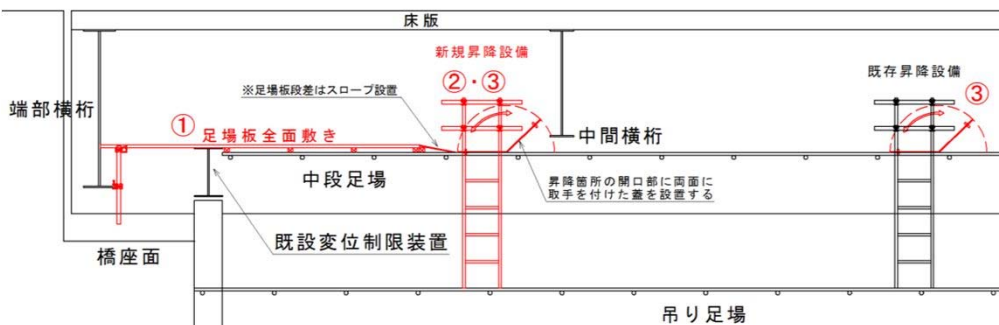 床版
新規昇降設備
②・③
既存昇降設備
③
※足場板段差はスロープ設置
端部横桁
① 足場板全面敷き
中間横桁
中段足場
昇降箇所の開口部に両面に
取手を付けた蓋を設置する
既設変位制限装置
橋座面
吊り足場